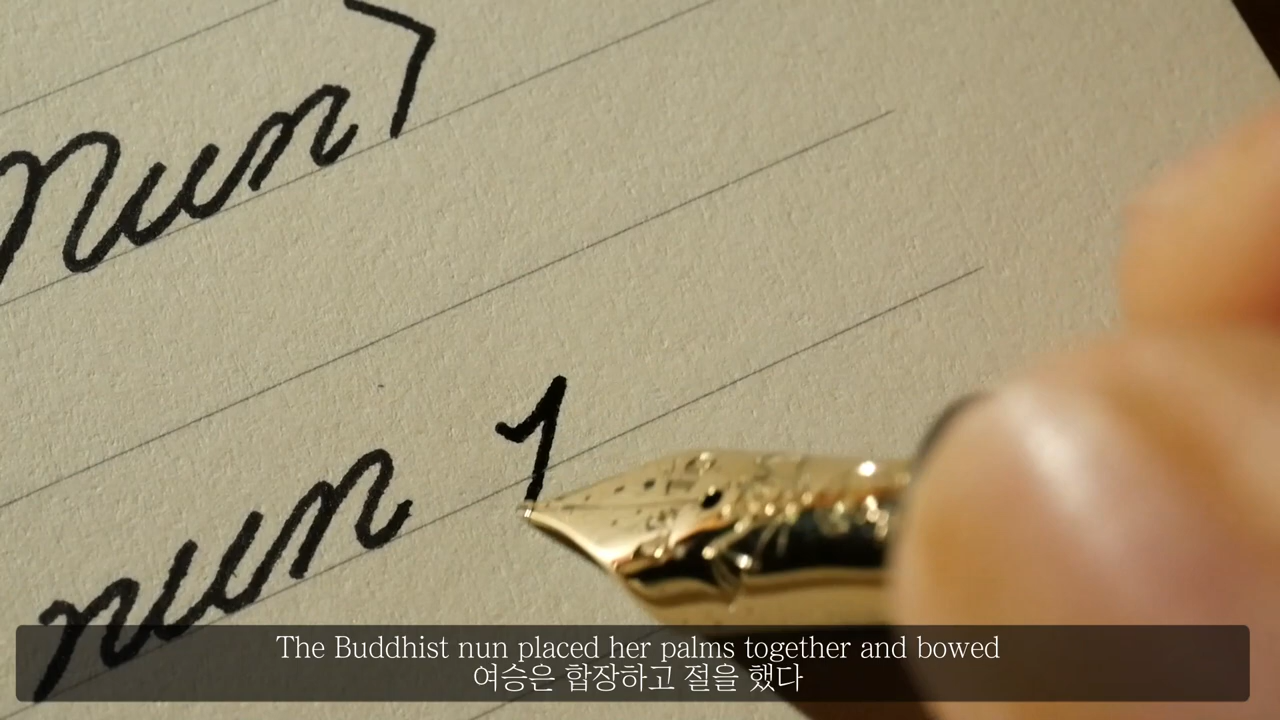 Nun
nun 1
The Buddhist nun placed her palms together and bowed
여승은 합장하고 절을 했다